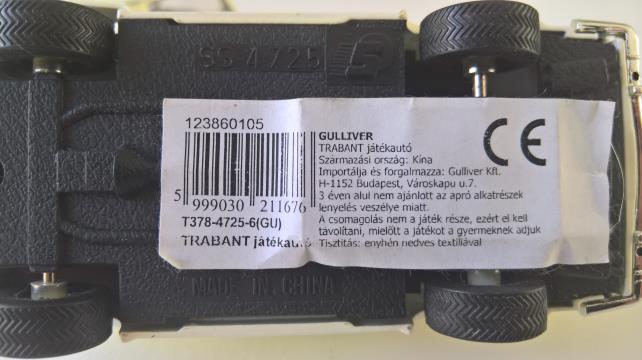 SS 4725
123860105
5 999030 211676
T378-4725-6(GU)
TRABANT játékautó
GULLIVER
TRABANT játékautó
Származási ország: Kína
Importálja és forgalmazza: Gulliver Kft.
H-1152 Budapest, Városkapu u.7.
3 éven alul nem ajánlott az apró alkatrészek
lenyelés veszélye miatt.
A csomagolás nem a játék része, ezért el kell
távolítani, mielőtt a játékot a gyermeknek adjuk
Tisztítás: enyhén nedves textiliával
CE
MADE IN CHINA